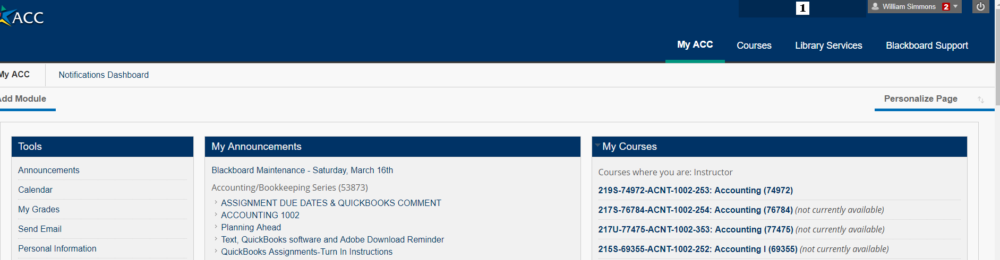 ACC
1
William Simmons 2
My ACC Courses Library Services Blackboard Support
My ACC Notifications Dashboard
Add Module
Personalize Page
Tools
Announcements
Calendar
My Grades
Send Email
Personal Information
My Announcements
Blackboard Maintenance - Saturday, March 16th
Accounting/Bookkeeping Series (53873)
ASSIGNMENT DUE DATES & QUICKBOOKS COMMENT
ACCOUNTING 1002
Planning Ahead
Text, QuickBooks software and Adobe Download Reminder
QuickBooks Assignments-Turn In Instructions
My Courses
Courses where you are: Instructor
219S-74972-ACNT-1002-253: Accounting (74972)
217S-76784-ACNT-1002-254: Accounting (76784) (not currently available)
217U-77475-ACNT-1002-353: Accounting (77475) (not currently available)
215S-69355-ACNT-1002-252: Accounting I (69355) (not currently available)